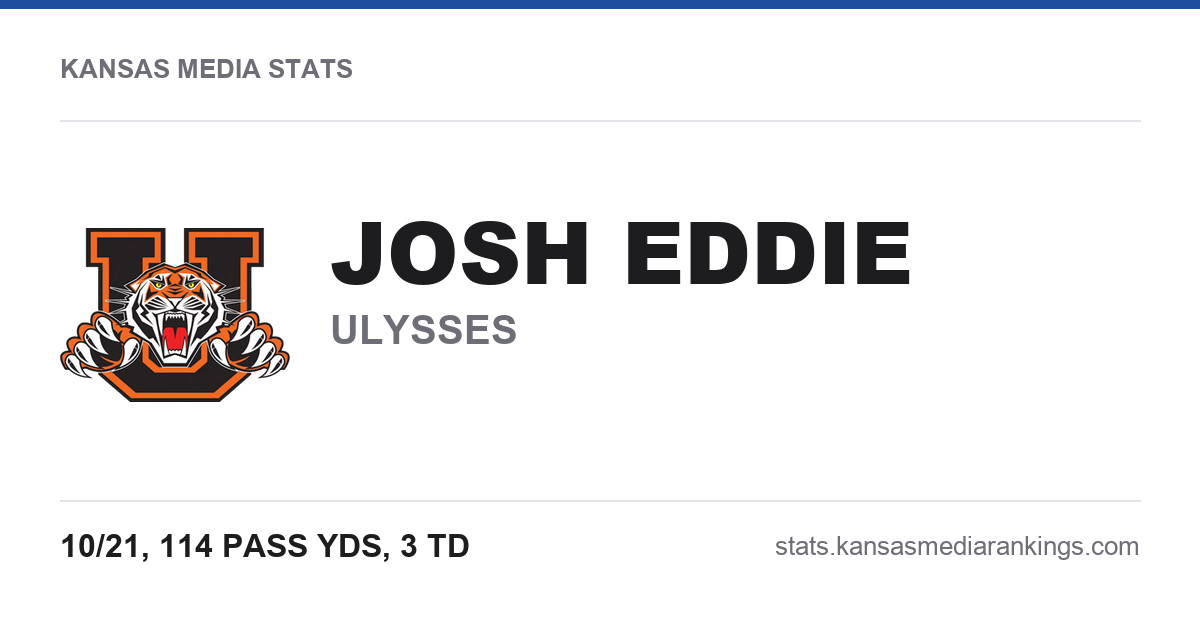 KANSAS MEDIA STATS
U
JOSH EDDIE
ULYSSES
10/21, 114 PASS YDS, 3 TD
stats.kansasmediarankings.com